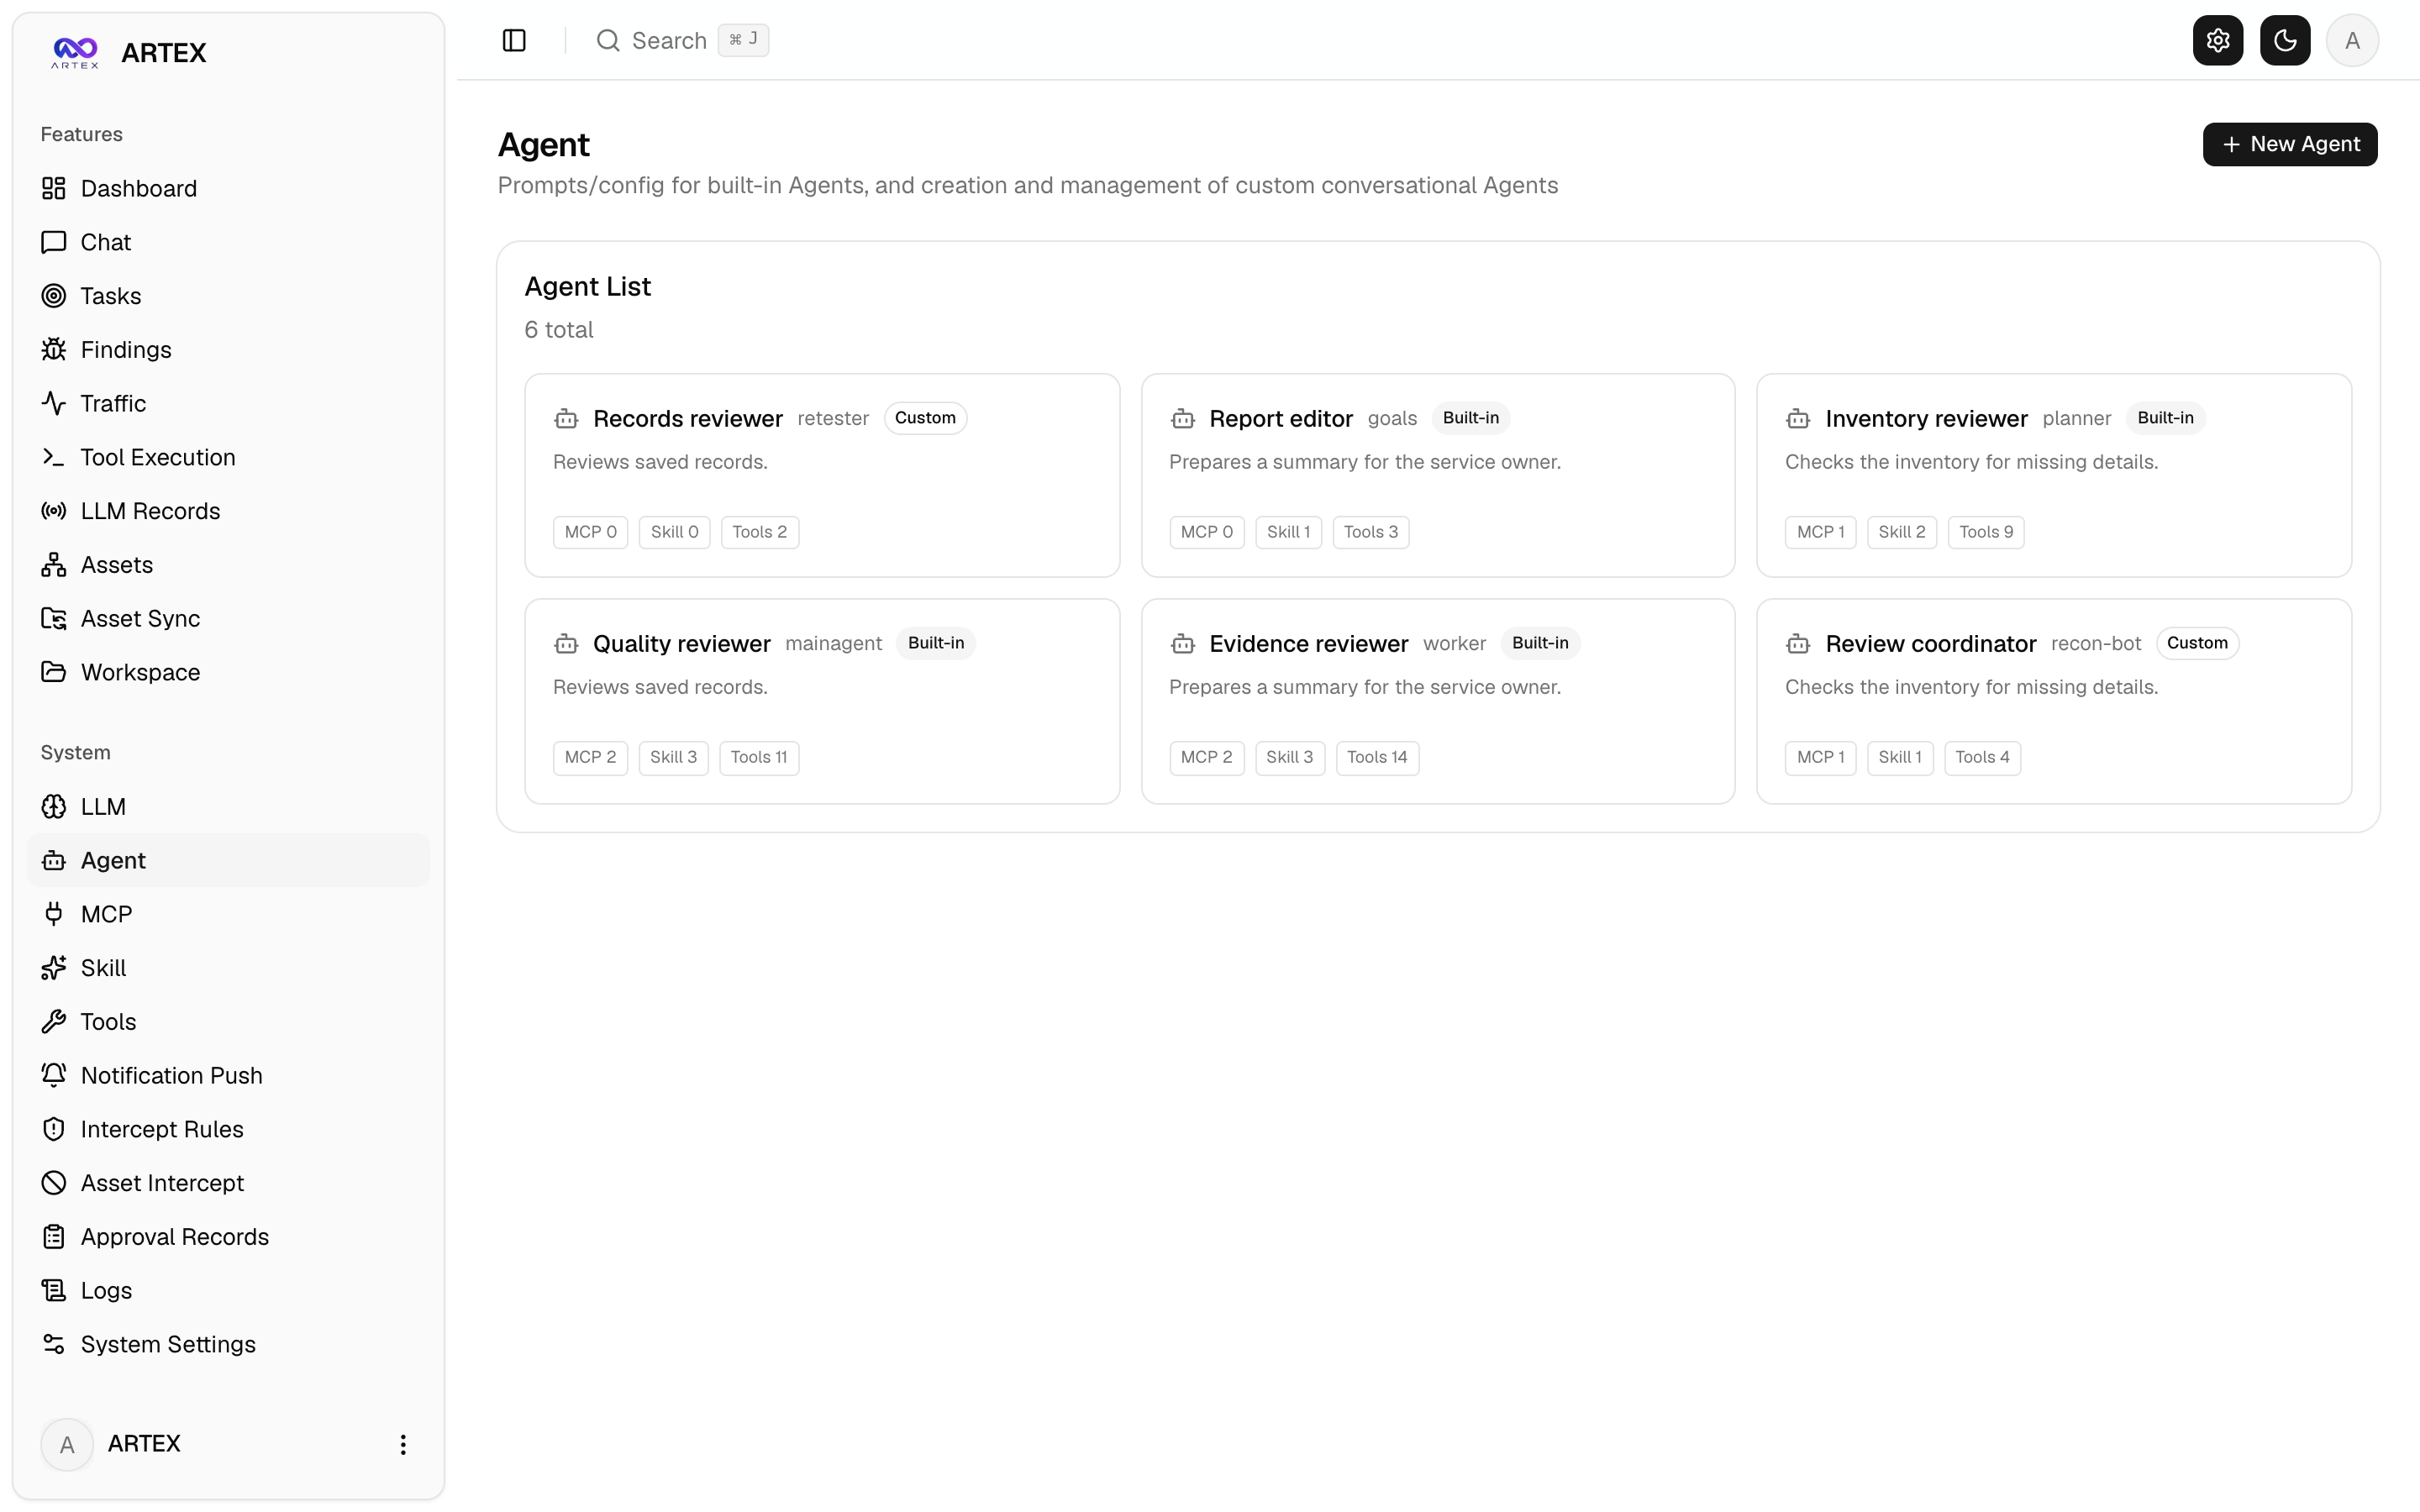 ARTEX
ARTEX
Features
Dashboard
Chat
Tasks
Findings
Traffic
Tool Execution
LLM Records
Assets
Asset Sync
Workspace
System
LLM
Agent
MCP
Skill
Tools
Notification Push
Intercept Rules
Asset Intercept
Approval Records
Logs
System Settings
A ARTEX
Search ⌘ J
A
Agent
New Agent
Prompts/config for built-in Agents, and creation and management of custom conversational Agents
Agent List
6 total
Records reviewer retester Custom
Reviews saved records.
MCP 0 Skill 0 Tools 2
Report editor goals Built-in
Prepares a summary for the service owner.
MCP 0 Skill 1 Tools 3
Inventory reviewer planner Built-in
Checks the inventory for missing details.
MCP 1 Skill 2 Tools 9
Quality reviewer mainagent Built-in
Reviews saved records.
MCP 2 Skill 3 Tools 11
Evidence reviewer worker Built-in
Prepares a summary for the service owner.
MCP 2 Skill 3 Tools 14
Review coordinator recon-bot Custom
Checks the inventory for missing details.
MCP 1 Skill 1 Tools 4